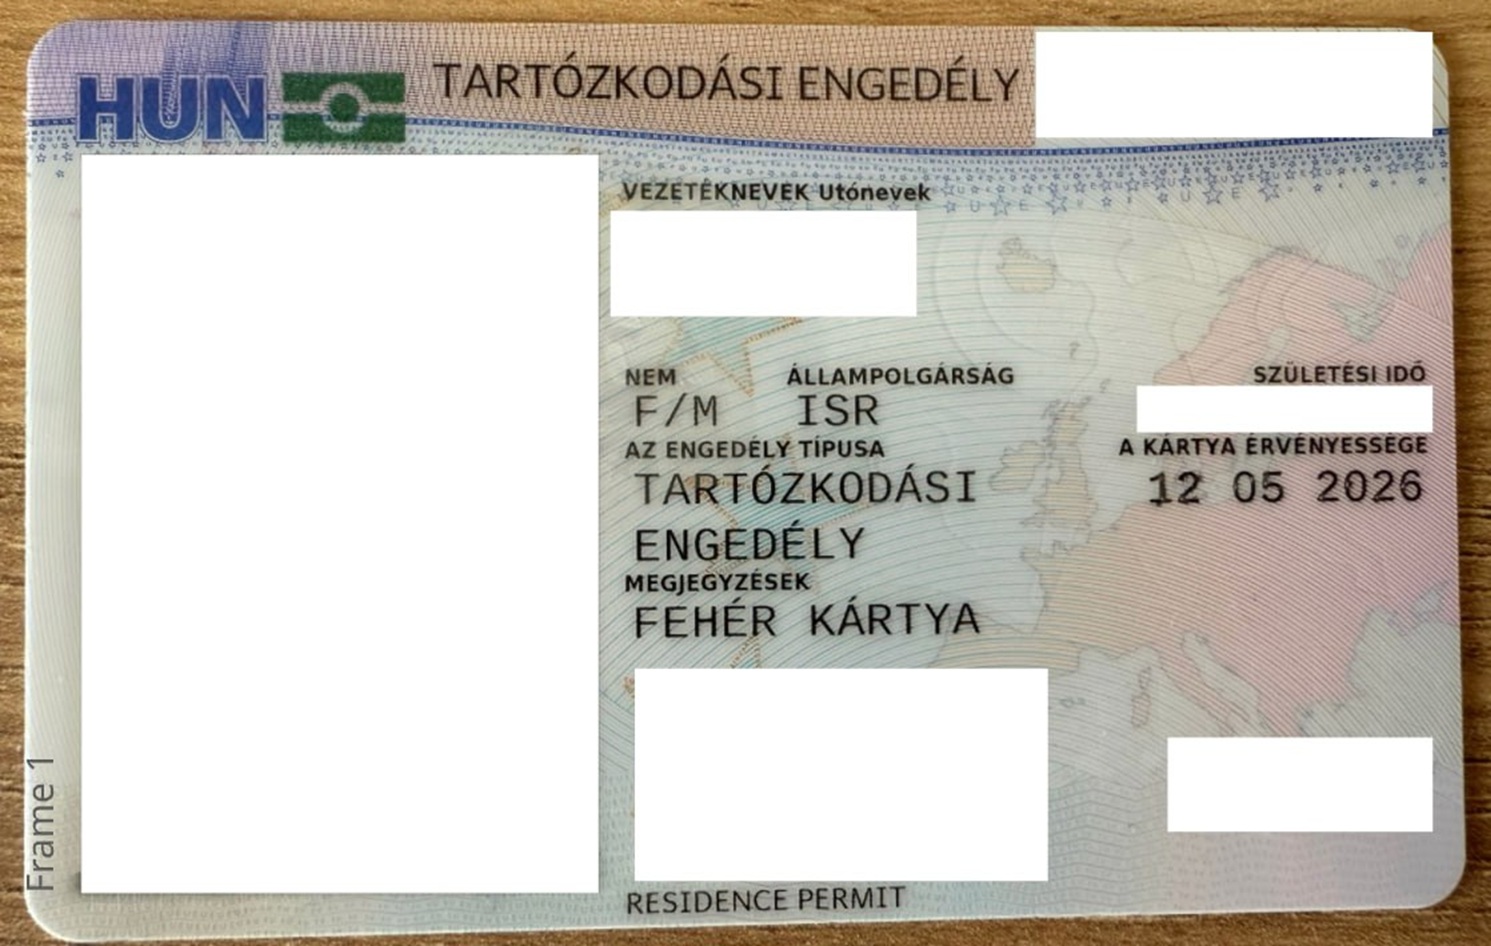 HUN TARTÓZKODÁSI ENGEDÉLY
VEZETÉKNEVEK Utónevek
NEM ÁLLAMPOLGÁRSÁG SZÜLETÉSI IDŐ
F/M ISR
AZ ENGEDÉLY TÍPUSA A KÁRTYA ÉRVÉNYESSÉGE
TARTÓZKODÁSI 12 05 2026
ENGEDÉLY
MEGJEGYZÉSEK
FEHÉR KÁRTYA
RESIDENCE PERMIT
Frame 1